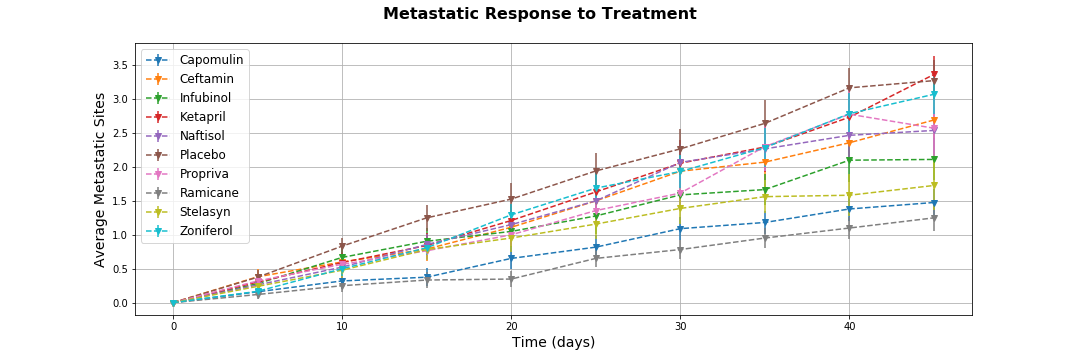 Metastatic Response to Treatment
Average Metastatic Sites
3.5
3.0
2.5
2.0
1.5
1.0
0.5
0.0
Capomulin
Ceftamin
Infubinol
Ketapril
Naftisol
Placebo
Propriva
Ramicane
Stelasyn
Zoniferol
0
10
20
30
40
Time (days)